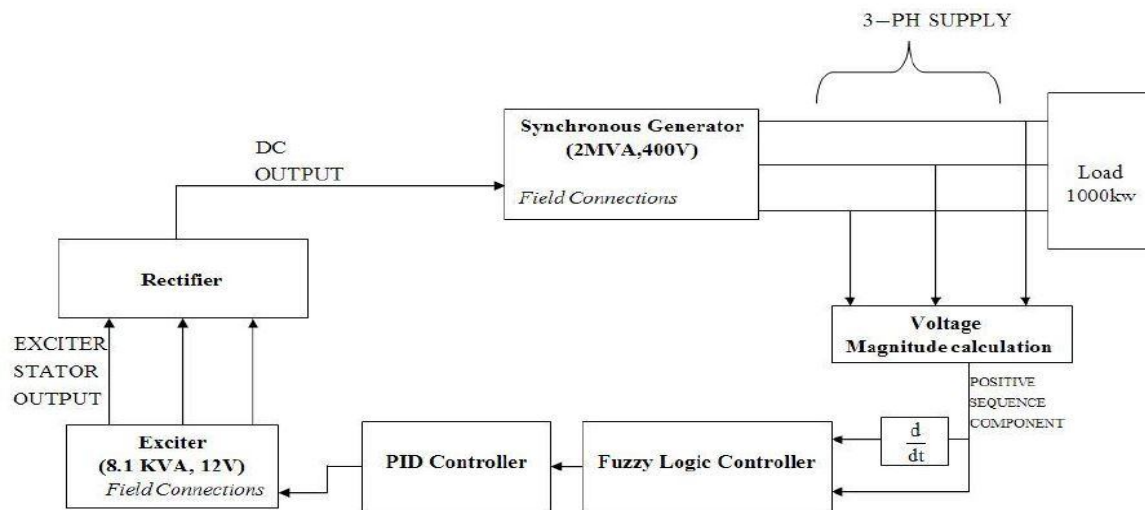 3-PH SUPPLY
Synchronous Generator
(2MVA,400V)
Field Connections
DC
OUTPUT
Load
1000kw
Rectifier
Voltage
Magnitude calculation
EXCITER
STATOR
OUTPUT
POSITIVE
SEQUENCE
COMPONENT
d
dt
Exciter
(8.1 KVA, 12V)
Field Connections
PID Controller
Fuzzy Logic Controller